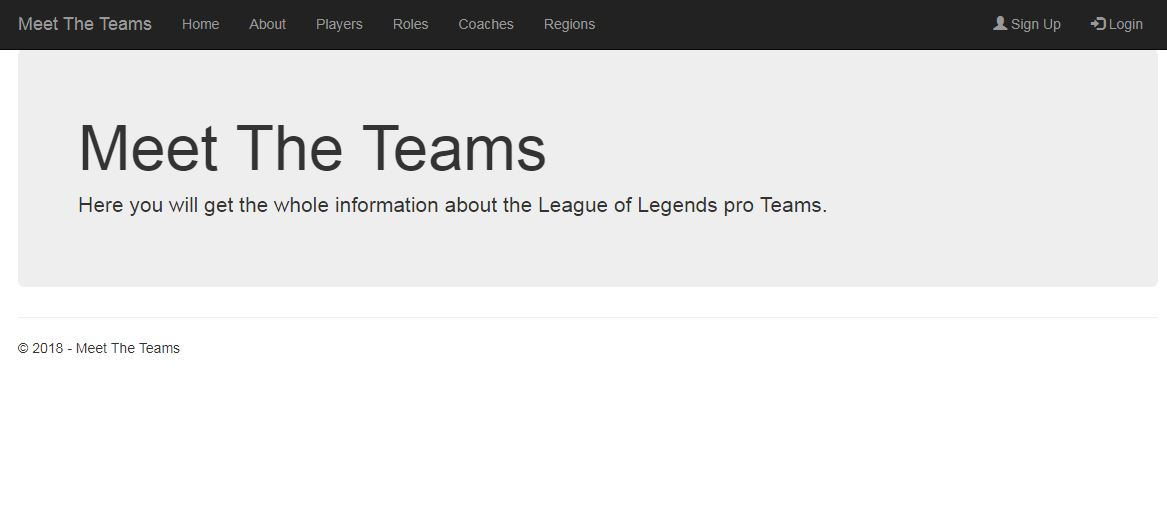 Meet The Teams Home About Players Roles Coaches Regions Sign Up Login
Meet The Teams
Here you will get the whole information about the League of Legends pro Teams.
© 2018 - Meet The Teams